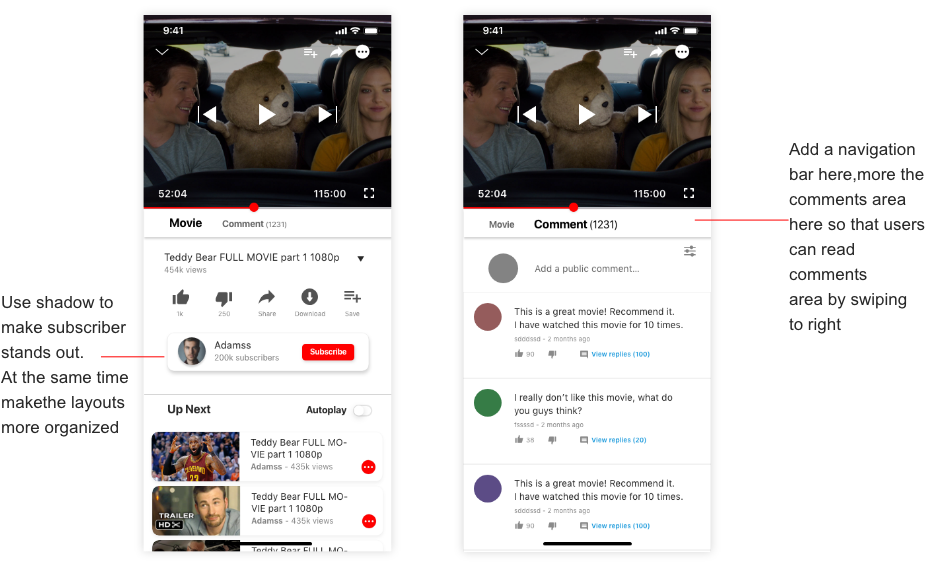 Use shadow to
make subscriber
stands out.
At the same time
makethe layouts
more organized
9:41
52:04 115:00
Movie Comment (1231)
Teddy Bear FULL MOVIE part 1 1080p
454k views
1k 250 Share Download Save
Adamss
200k subscribers
Subscribe
Up Next Autoplay
Teddy Bear FULL MO-
VIE part 1 1080p
Adamss - 435k views
CAVALIERS
23
Teddy Bear FULL MO-
VIE part 1 1080p
Adamss - 435k views
TRAILER
HD
Teddy Bear FULL MO-
9:41
52:04 115:00
Movie Comment (1231)
Add a public comment...
This is a great movie! Recommend it.
I have watched this movie for 10 times.
sdddssd - 2 months ago
90 View replies (100)
I really don't like this movie, what do
you guys think?
fssssd - 2 months ago
38 View replies (20)
This is a great movie! Recommend it.
I have watched this movie for 10 times.
sdddssd - 2 months ago
90 View replies (100)
Add a navigation
bar here,more the
comments area
here so that users
can read
comments
area by swiping
to right